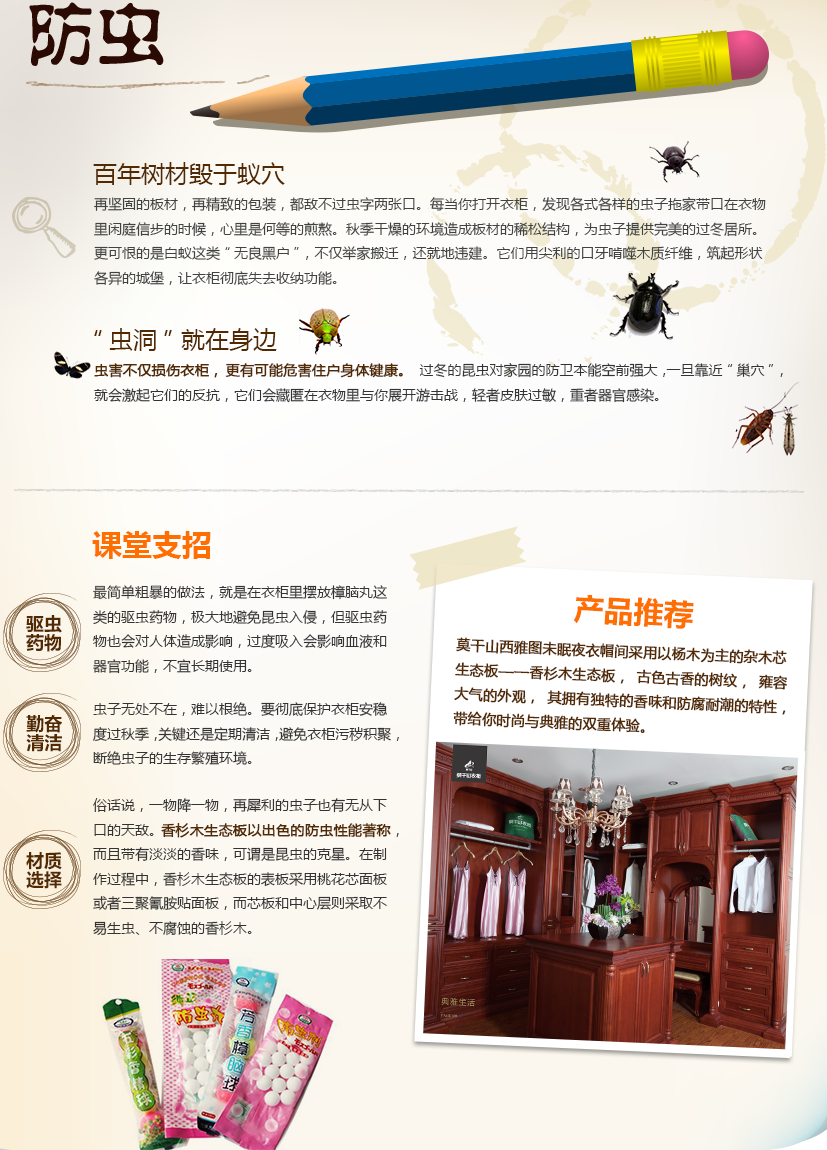 防虫
百年树材毁于蚁穴
再坚固的板材，再精致的包装，都敌不过虫字两张口。每当你打开衣柜，发现各式各样的虫子拖家带口在衣物
里闲庭信步的时候，心里是何等的煎熬。秋季干燥的环境造成板材的稀松结构，为虫子提供完美的过冬居所。
更可恨的是白蚁这类“无良黑户”，不仅举家搬迁，还就地违建。它们用尖利的口牙啃噬木质纤维，筑起形状
各异的城堡，让衣柜彻底失去收纳功能。
“虫洞”就在身边
虫害不仅损伤衣柜，更有可能危害住户身体健康。 过冬的昆虫对家园的防卫本能空前强大，一旦靠近“巢穴”，
就会激起它们的反抗，它们会藏匿在衣物里与你展开游击战，轻者皮肤过敏，重者器官感染。
课堂支招
驱虫
药物
最简单粗暴的做法，就是在衣柜里摆放樟脑丸这
类的驱虫药物，极大地避免昆虫入侵，但驱虫药
物也会对人体造成影响，过度吸入会影响血液和
器官功能，不宜长期使用。
勤奋
清洁
虫子无处不在，难以根绝。要彻底保护衣柜安稳
度过秋季，关键还是定期清洁，避免衣柜污秽积聚，
断绝虫子的生存繁殖环境。
材质
选择
俗话说，一物降一物，再犀利的虫子也有无从下
口的天敌。香杉木生态板以出色的防虫性能著称，
而且带有淡淡的香味，可谓是昆虫的克星。在制
作过程中，香杉木生态板的表板采用桃花芯面板
或者三聚氰胺贴面板，而芯板和中心层则采取不
易生虫、不腐蚀的香杉木。
产品推荐
莫干山西雅图未眠夜衣帽间采用以杨木为主的杂木芯
生态板——香杉木生态板， 古色古香的树纹， 雍容
大气的外观， 其拥有独特的香味和防腐耐潮的特性，
带给你时尚与典雅的双重体验。
莫干山衣柜
典雅生活
防虫
芳香樟脑球